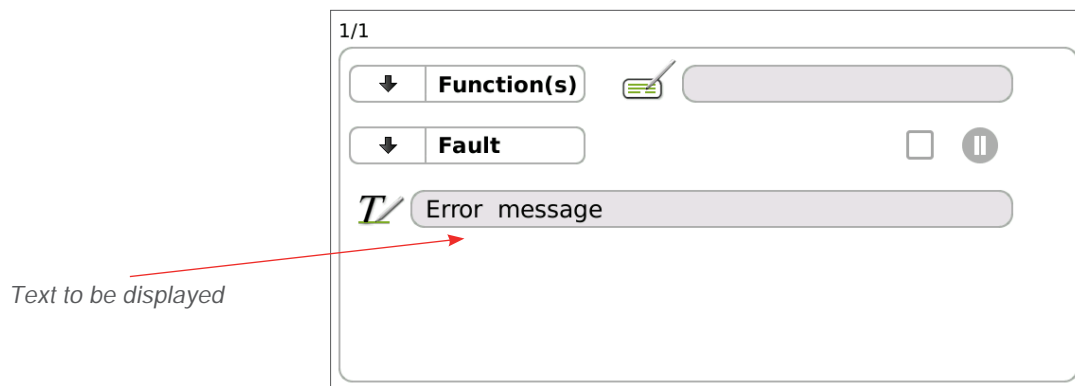 1/1
Function(s)
Fault
Error message
Text to be displayed